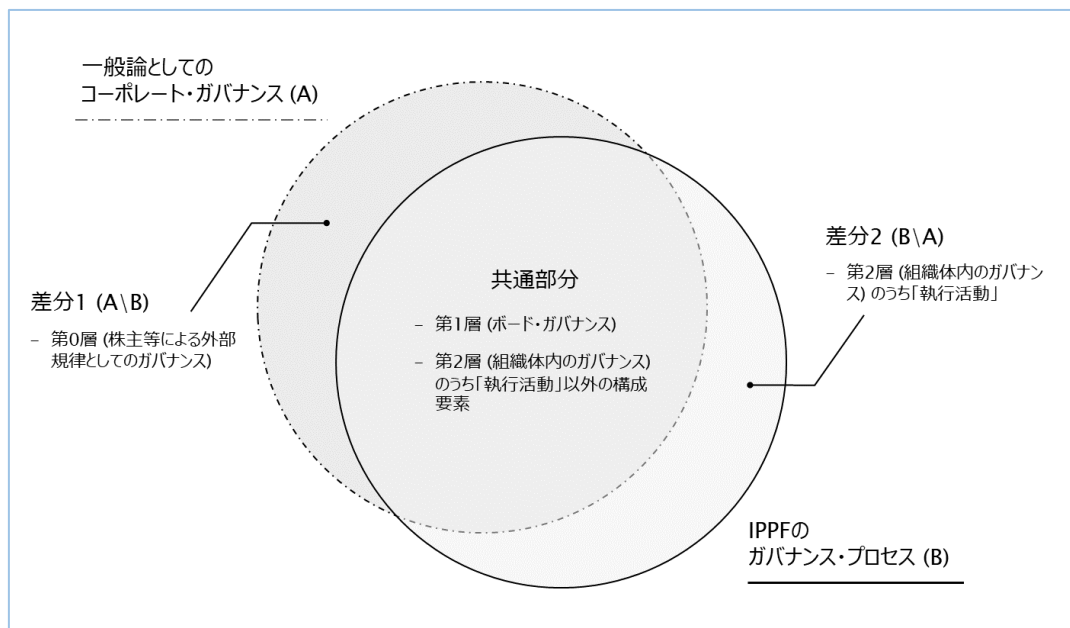 一般論としての
コーポレート・ガバナンス (A)
差分1 (A\B)
– 第0層 (株主等による外部
規律としてのガバナンス)
共通部分
– 第1層 (ボード・ガバナンス)
– 第2層 (組織体内のガバナンス)
のうち「執行活動」以外の構成
要素
差分2 (B\A)
– 第2層 (組織体内のガバナン
ス) のうち「執行活動」
IPPFの
ガバナンス・プロセス (B)